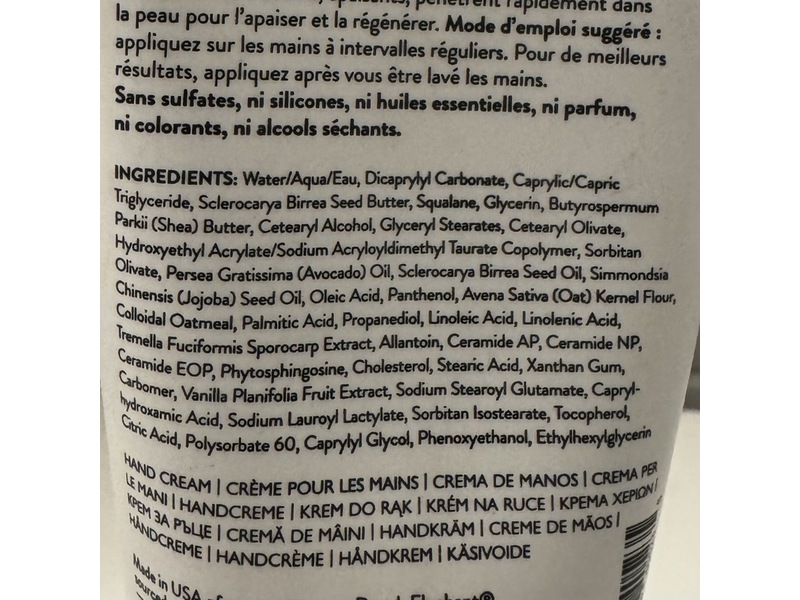 apaisants, pénètrent rapidement dans
la peau pour l'apaiser et la régénérer. Mode d'emploi suggéré :
appliquez sur les mains à intervalles réguliers. Pour de meilleurs
résultats, appliquez après vous être lavé les mains.
Sans sulfates, ni silicones, ni huiles essentielles, ni parfum,
ni colorants, ni alcools séchants.
INGREDIENTS: Water/Aqua/Eau, Dicaprylyl Carbonate, Caprylic/Capric
Triglyceride, Sclerocarya Birrea Seed Butter, Squalane, Glycerin, Butyrospermum
Parkii (Shea) Butter, Cetearyl Alcohol, Glyceryl Stearates, Cetearyl Olivate,
Hydroxyethyl Acrylate/Sodium Acryloyldimethyl Taurate Copolymer, Sorbitan
Olivate, Persea Gratissima (Avocado) Oil, Sclerocarya Birrea Seed Oil, Simmondsia
Chinensis (Jojoba) Seed Oil, Oleic Acid, Panthenol, Avena Sativa (Oat) Kernel Flour,
Colloidal Oatmeal, Palmitic Acid, Propanediol, Linoleic Acid, Linolenic Acid,
Tremella Fuciformis Sporocarp Extract, Allantoin, Ceramide AP, Ceramide NP,
Ceramide EOP, Phytosphingosine, Cholesterol, Stearic Acid, Xanthan Gum,
Carbomer, Vanilla Planifolia Fruit Extract, Sodium Stearoyl Glutamate, Capryl-
hydroxamic Acid, Sodium Lauroyl Lactylate, Sorbitan Isostearate, Tocopherol,
Citric Acid, Polysorbate 60, Caprylyl Glycol, Phenoxyethanol, Ethylhexylglycerin
HAND CREAM | CRÈME POUR LES MAINS | CREMA DE MANOS | CREMA PER
LE MANI | HANDCREME | KREM DO RĄK | KRÉM NA RUCE | ΚΡΕΜΑ ΧΕΡΙΩΝ |
КРЕМ ЗА РЪЦЕ | CREMĂ DE MÂINI | HANDKRÄM | CREME DE MÃOS |
HÅNDCREME | HANDCRÈME | HÅNDKREM | KÄSIVOIDE
Made in USA
sourced